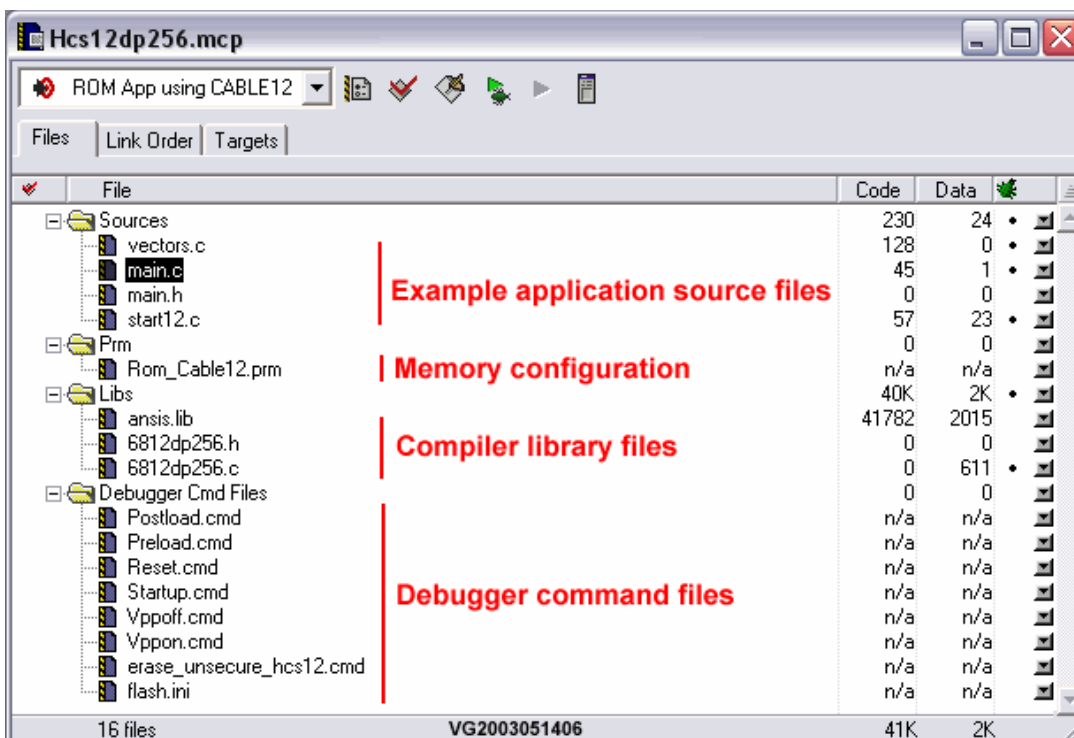 Hcs12dp256.mcp
ROM App using CABLE12
Files Link Order Targets
File Code Data
Sources 230 24
vectors.c 128 0
main.c 45 1
main.h 0 0
start12.c 57 23
Example application source files
Prm 0 0
Rom_Cable12.prm n/a n/a
Memory configuration
Libs 40K 2K
ansis.lib 41782 2015
6812dp256.h 0 0
6812dp256.c 0 611
Compiler library files
Debugger Cmd Files 0 0
Postload.cmd n/a n/a
Preload.cmd n/a n/a
Reset.cmd n/a n/a
Startup.cmd n/a n/a
Vppoff.cmd n/a n/a
Vppon.cmd n/a n/a
erase_unsecure_hcs12.cmd n/a n/a
flash.ini n/a n/a
Debugger command files
16 files VG2003051406 41K 2K